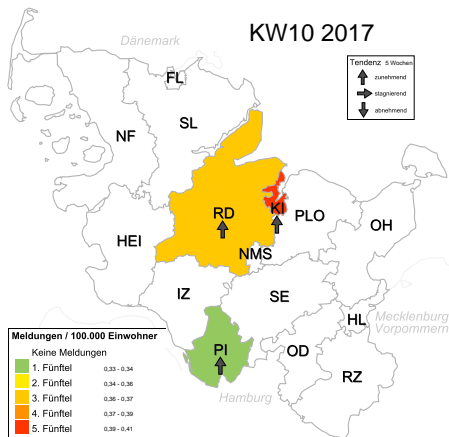 KW10 2017
Dänemark
Tendenz 5 Wochen
zunehmend
stagnierend
abnehmend
FL
SL
NF
RD
KI
PLO
OH
HEI
NMS
IZ
SE
HL
Mecklenburg
Vorpommern
PI
OD
RZ
Hamburg
Meldungen / 100.000 Einwohner
Keine Meldungen
1. Fünftel 0,33 - 0,34
2. Fünftel 0,34 - 0,36
3. Fünftel 0,36 - 0,37
4. Fünftel 0,37 - 0,39
5. Fünftel 0,39 - 0,41